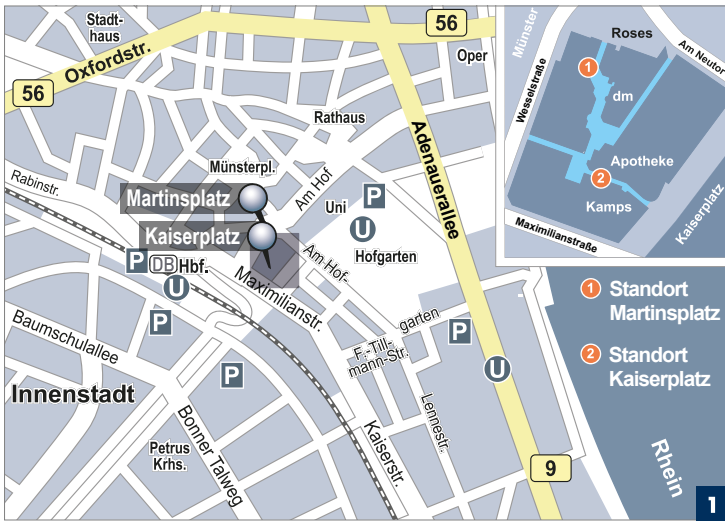 Stadt-
haus
Oxfordstr.
56
56
Oper
Rathaus
Adenauerallee
Münsterpl.
Rabinstr.
Martinsplatz
Am Hof
Uni
P
U
Kaiserplatz
Hofgarten
Am Hof-
garten
P
DB Hbf.
U
Maximilianstr.
P
P
P
U
Baumschulallee
F.-Till-
mann-Str.
Innenstadt
Lennestr.
Kaiserstr.
Bonner Talweg
Petrus
Krhs.
9
Münster
Roses
Am Neutor
Wesselstraße
1
dm
Apotheke
2
Kamps
Kaiserplatz
Maximilianstraße
1 Standort
Martinsplatz
2 Standort
Kaiserplatz
Rhein
1